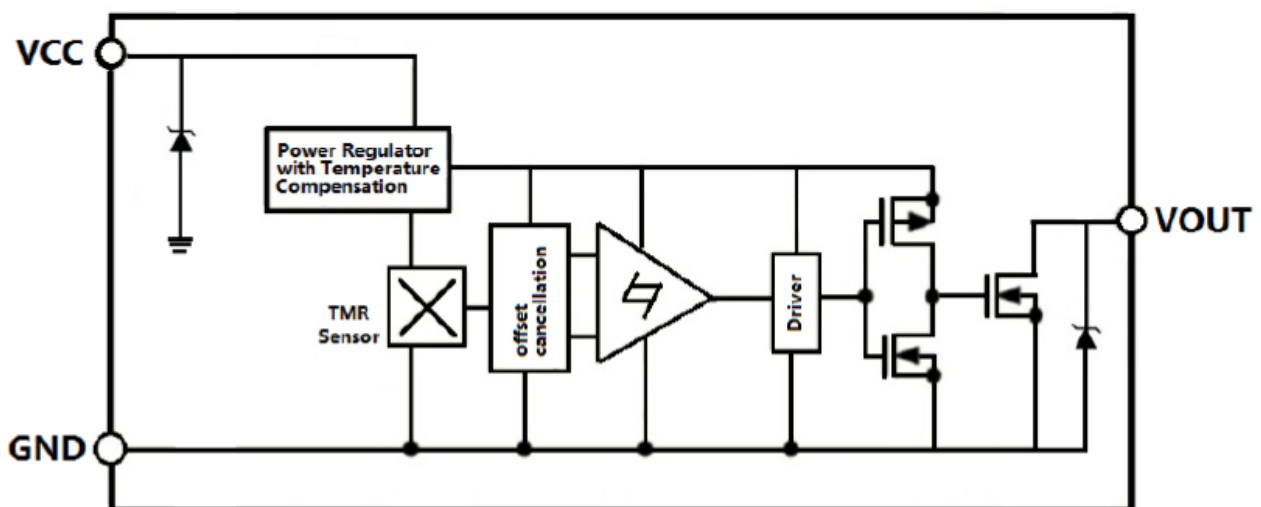 VCC
Power Regulator
with Temperature
Compensation
VOUT
TMR
Sensor
offset
cancellation
Driver
GND